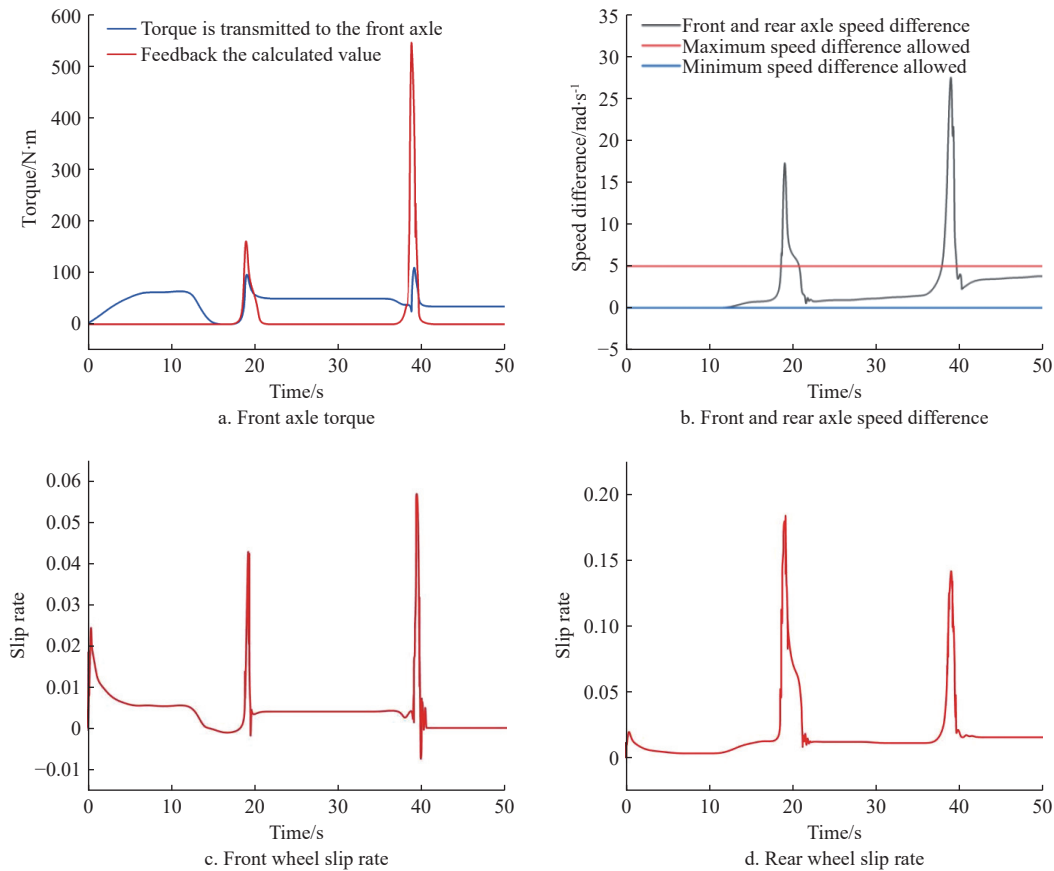 600
500
400
300
200
100
0
Torque/N·m
Torque is transmitted to the front axle
Feedback the calculated value
0 10 20 30 40 50
Time/s
a. Front axle torque
35
30
25
20
15
10
5
0
−5
Speed difference/rad·s⁻¹
Front and rear axle speed difference
Maximum speed difference allowed
Minimum speed difference allowed
0 10 20 30 40 50
Time/s
b. Front and rear axle speed difference
0.06
0.05
0.04
0.03
0.02
0.01
0
−0.01
Slip rate
0 10 20 30 40 50
Time/s
c. Front wheel slip rate
0.20
0.15
0.10
0.05
0
Slip rate
0 10 20 30 40 50
Time/s
d. Rear wheel slip rate